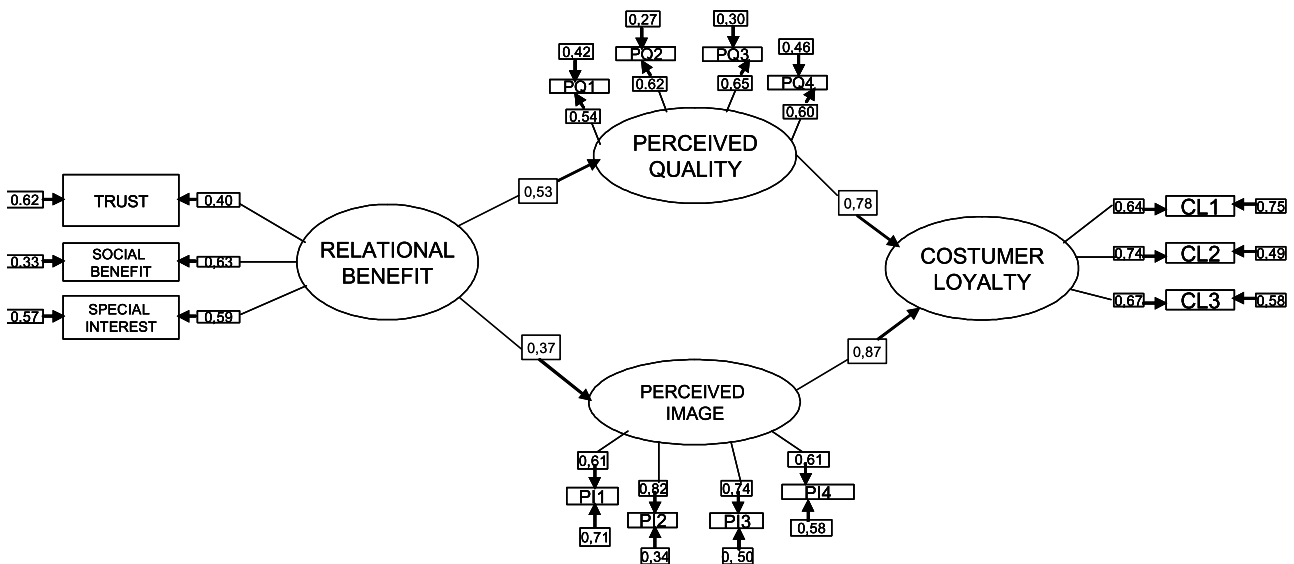 0,27
0,30
0,42
PQ2
PQ3
0,46
PQ1
0.62
0.65
PQ4
0.54
0.60
PERCEIVED
QUALITY
0.62
TRUST
0.40
0,53
0,78
0.64
CL1
0.75
0.33
SOCIAL
BENEFIT
0,63
RELATIONAL
BENEFIT
COSTUMER
LOYALTY
0.74
CL2
0.49
0.57
SPECIAL
INTEREST
0,59
0.67
CL3
0.58
0,37
0,87
PERCEIVED
IMAGE
0,61
0,61
0,82
0,74
PI1
PI4
PI2
PI3
0,71
0,58
0,34
0, 50